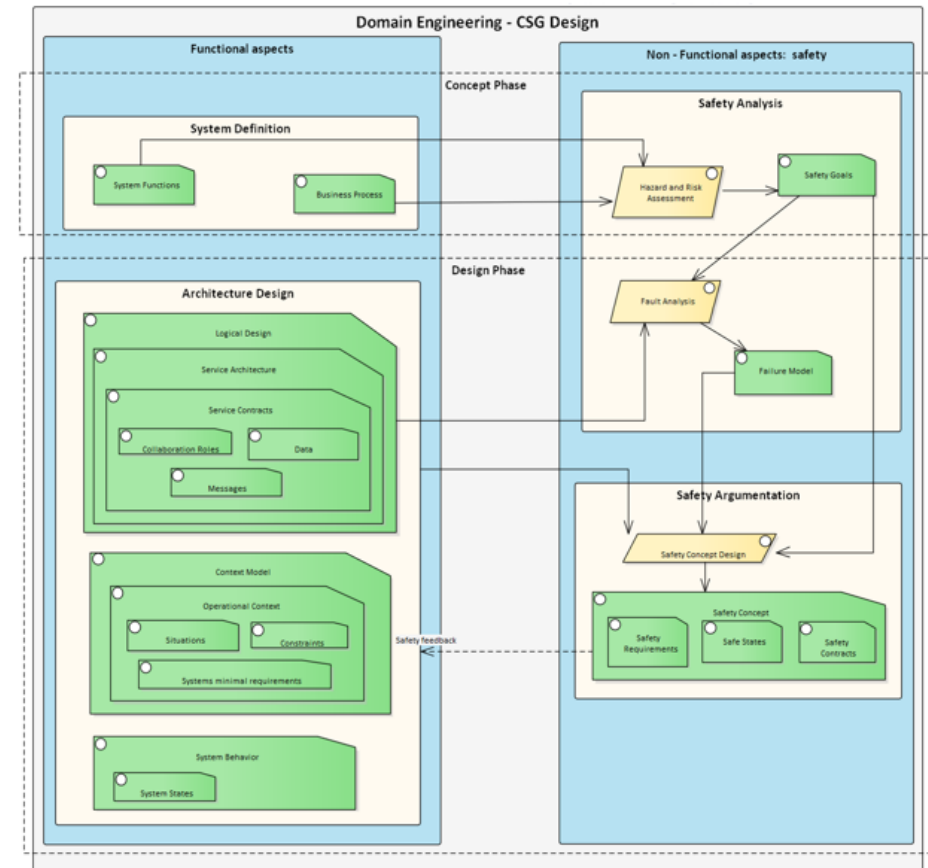 Domain Engineering - CSG Design
Functional aspects
Non - Functional aspects:  safety
Concept Phase
System Definition
System Functions
Business Process
Safety Analysis
Hazard and Risk
Assessment
Safety Goals
Design Phase
Architecture Design
Logical Design
Service Architecture
Service Contracts
Collaboration Roles
Data
Messages
Context Model
Operational Context
Situations
Constraints
Systems minimal requirements
System Behavior
System States
Fault Analysis
Failure Model
Safety Argumentation
Safety Concept Design
Safety Concept
Safety
Requirements
Safe States
Safety
Contracts
Safety feedback